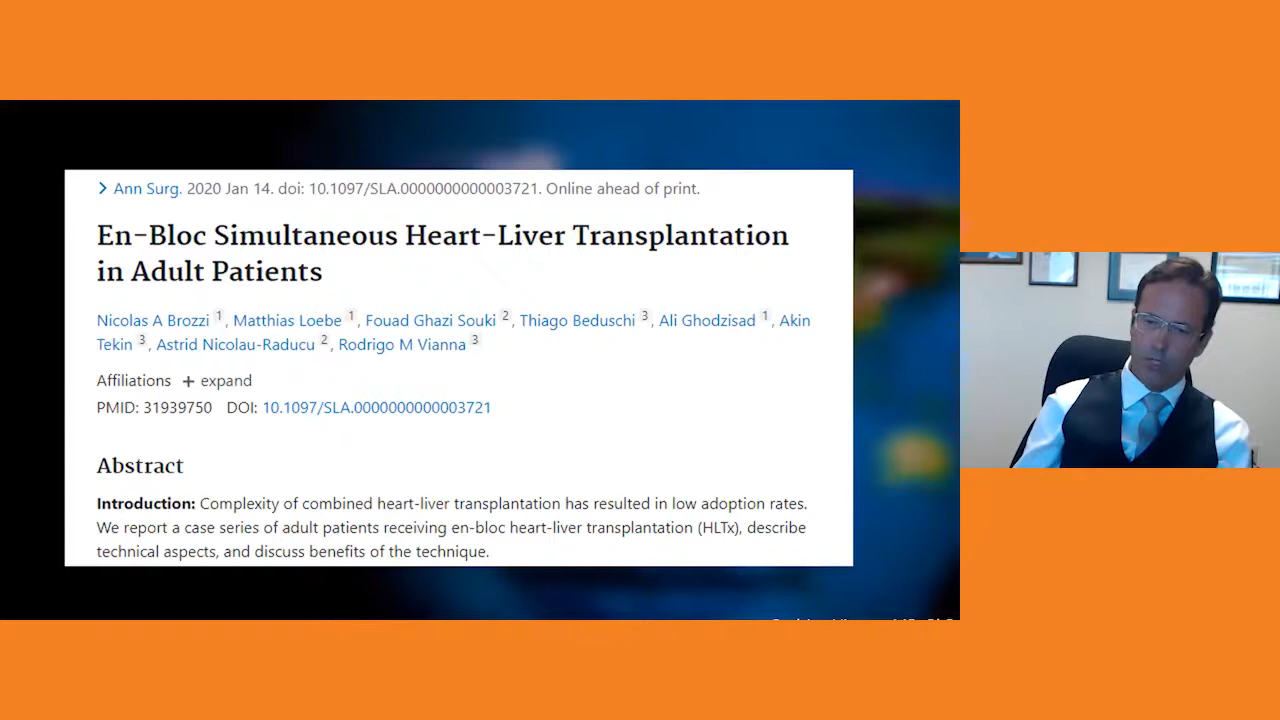 > Ann Surg. 2020 Jan 14. doi: 10.1097/SLA.0000000000003721. Online ahead of print.
En-Bloc Simultaneous Heart-Liver Transplantation
in Adult Patients
Nicolas A Brozzi 1, Matthias Loebe 1, Fouad Ghazi Souki 2, Thiago Beduschi 3, Ali Ghodzisad 1, Akin
Tekin 3, Astrid Nicolau-Raducu 2, Rodrigo M Vianna 3
Affiliations + expand
PMID: 31939750 DOI: 10.1097/SLA.0000000000003721
Abstract
Introduction: Complexity of combined heart-liver transplantation has resulted in low adoption rates.
We report a case series of adult patients receiving en-bloc heart-liver transplantation (HLTx), describe
technical aspects, and discuss benefits of the technique.